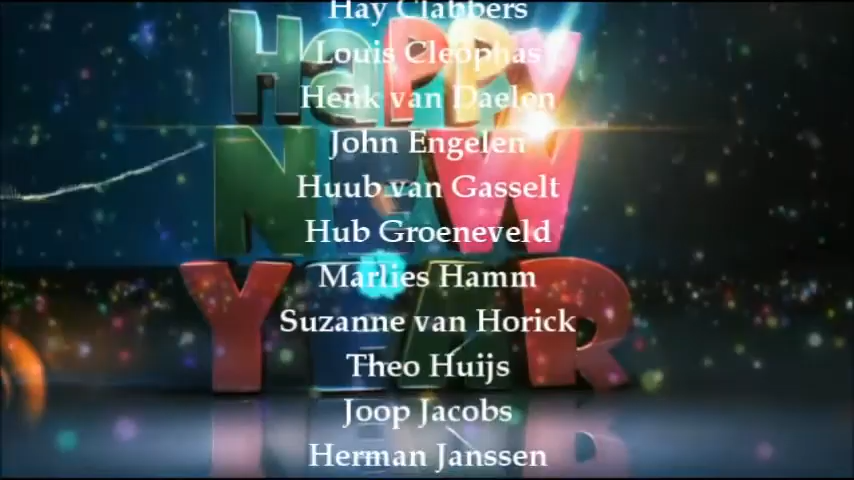 Hay Clabbers
Louis Cleophas
Henk van Daelen
John Engelen
Huub van Gasselt
Hub Groeneveld
Marlies Hamm
Suzanne van Horick
Theo Huijs
Joop Jacobs
Herman Janssen
HAPPY
NEW
YEAR